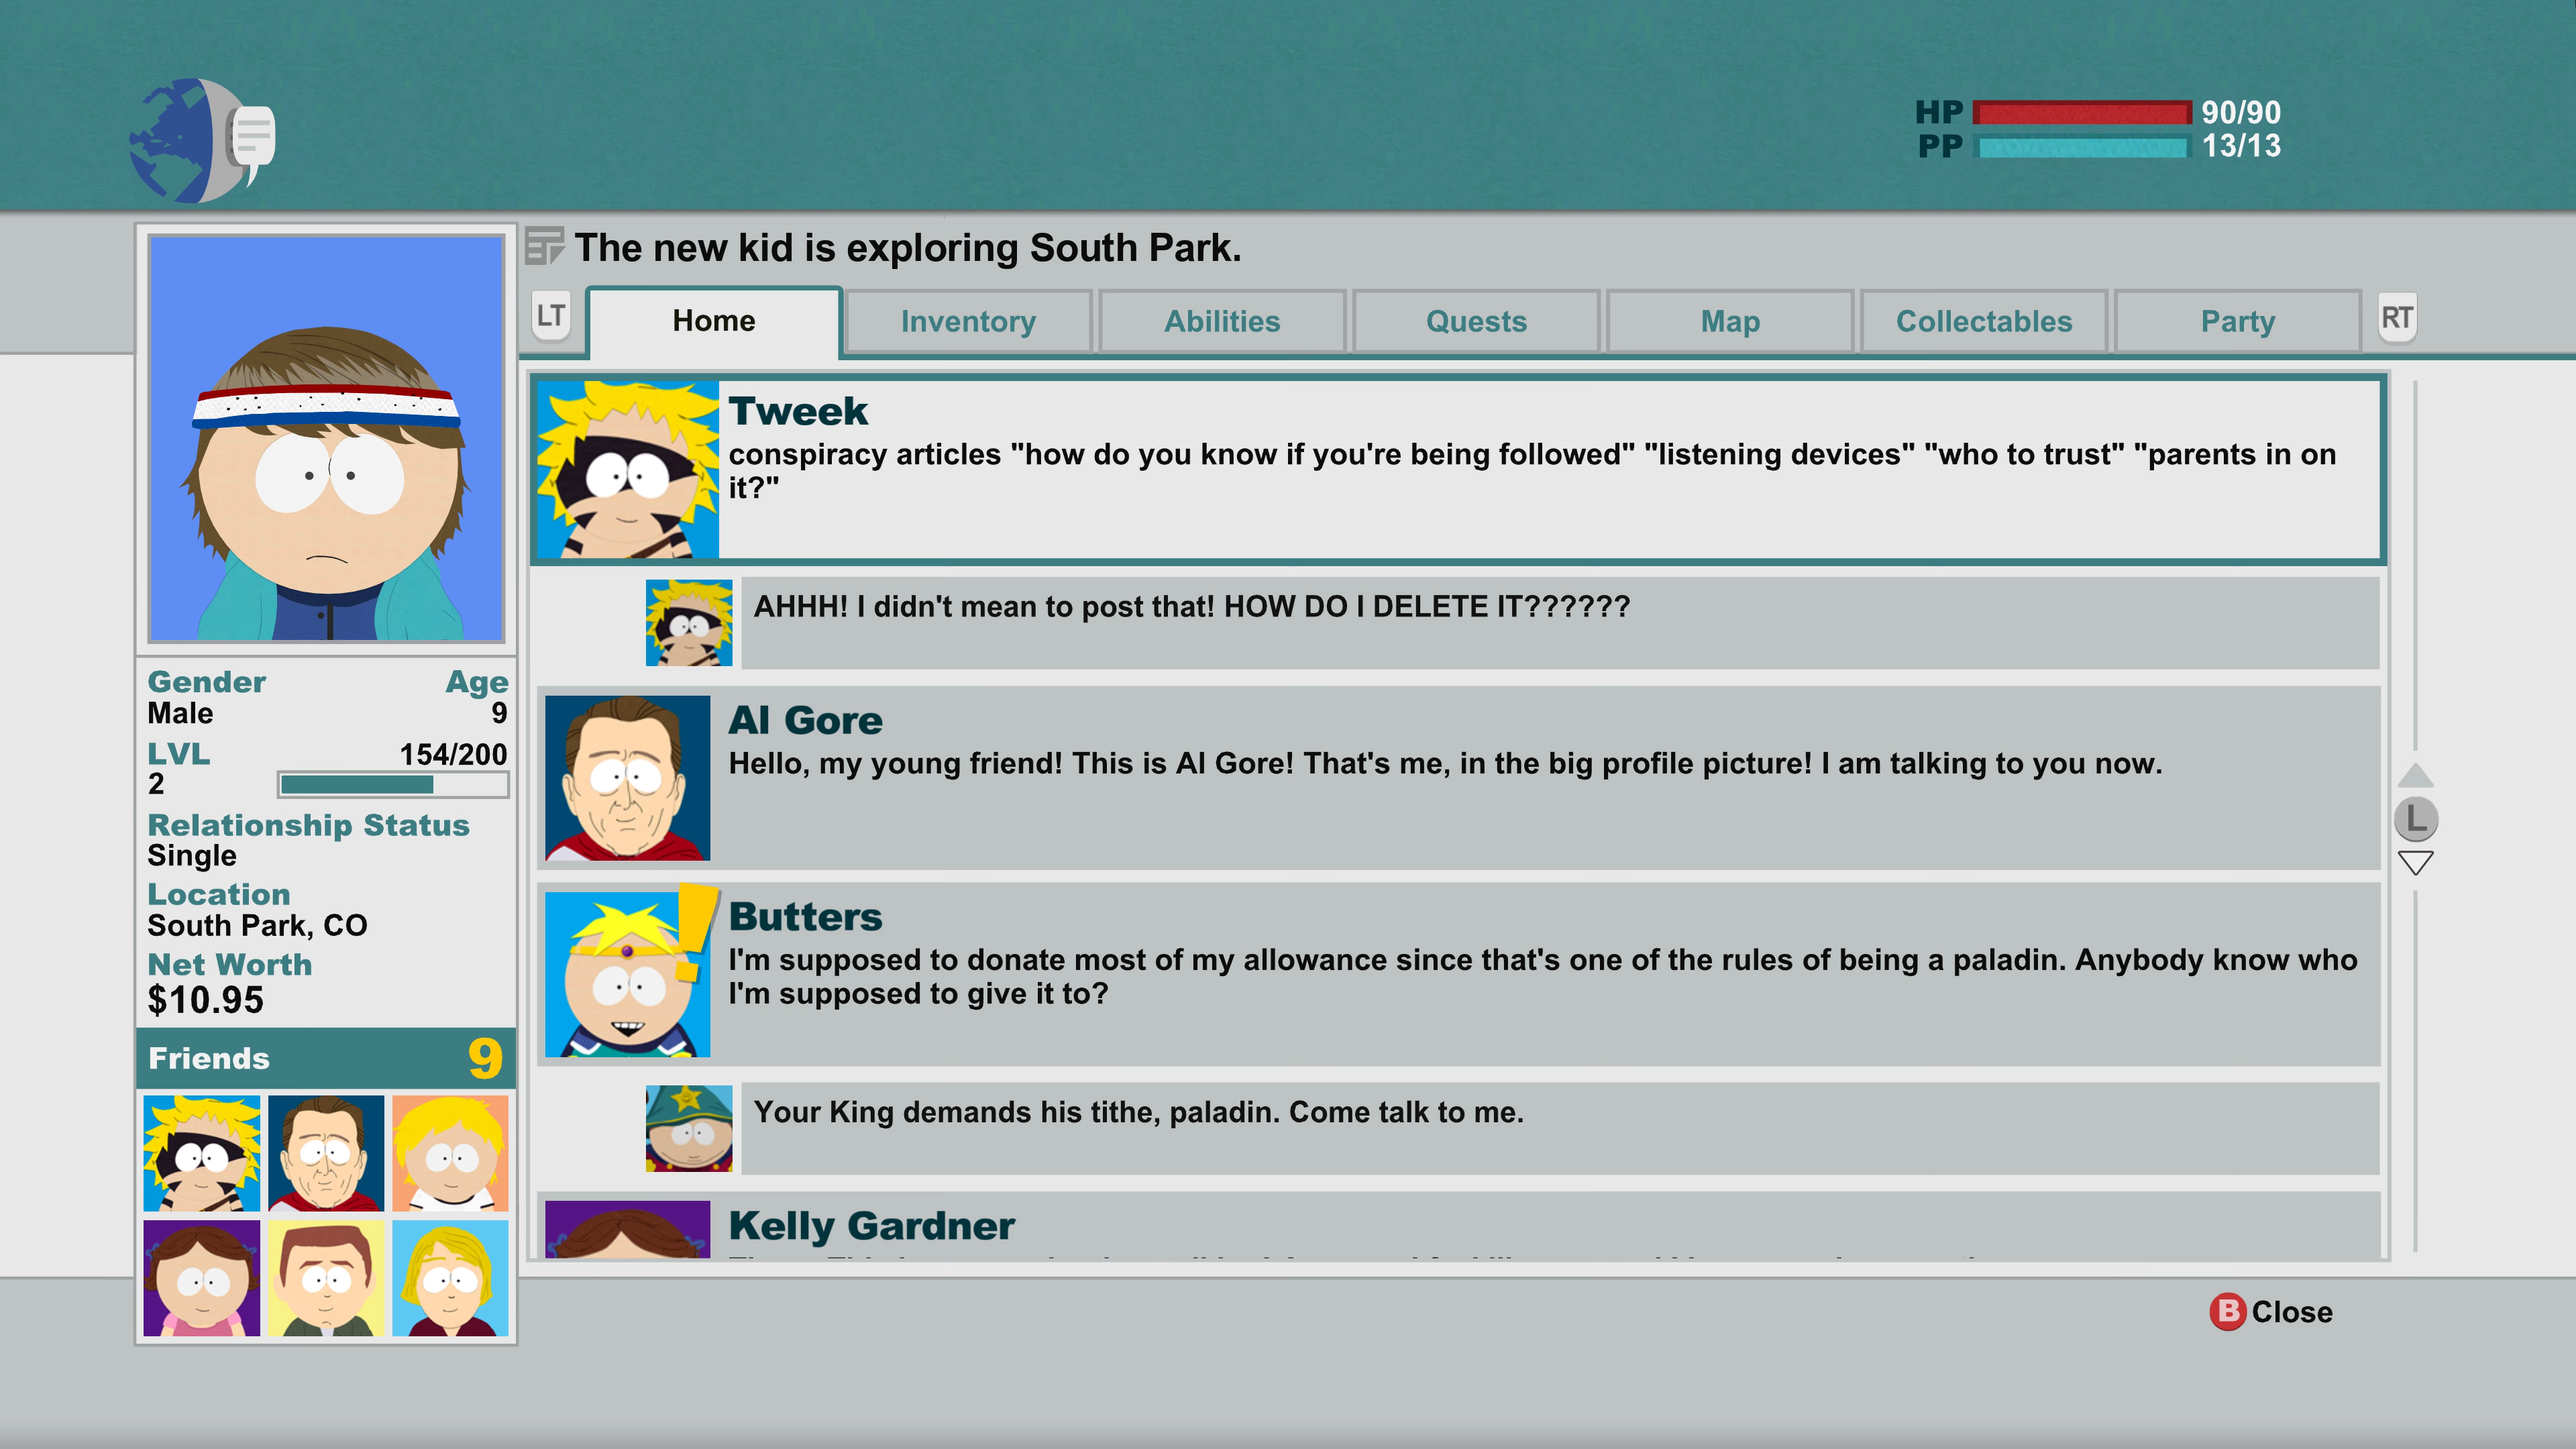 HP 90/90
PP 13/13
The new kid is exploring South Park.
LT Home Inventory Abilities Quests Map Collectables Party RT
Gender Age
Male 9
LVL 154/200
2
Relationship Status
Single
Location
South Park, CO
Net Worth
$10.95
Friends 9
Tweek
conspiracy articles "how do you know if you're being followed" "listening devices" "who to trust" "parents in on
it?"
AHHH! I didn't mean to post that! HOW DO I DELETE IT??????
Al Gore
Hello, my young friend! This is Al Gore! That's me, in the big profile picture! I am talking to you now.
Butters
I'm supposed to donate most of my allowance since that's one of the rules of being a paladin. Anybody know who
I'm supposed to give it to?
Your King demands his tithe, paladin. Come talk to me.
Kelly Gardner
L
B Close